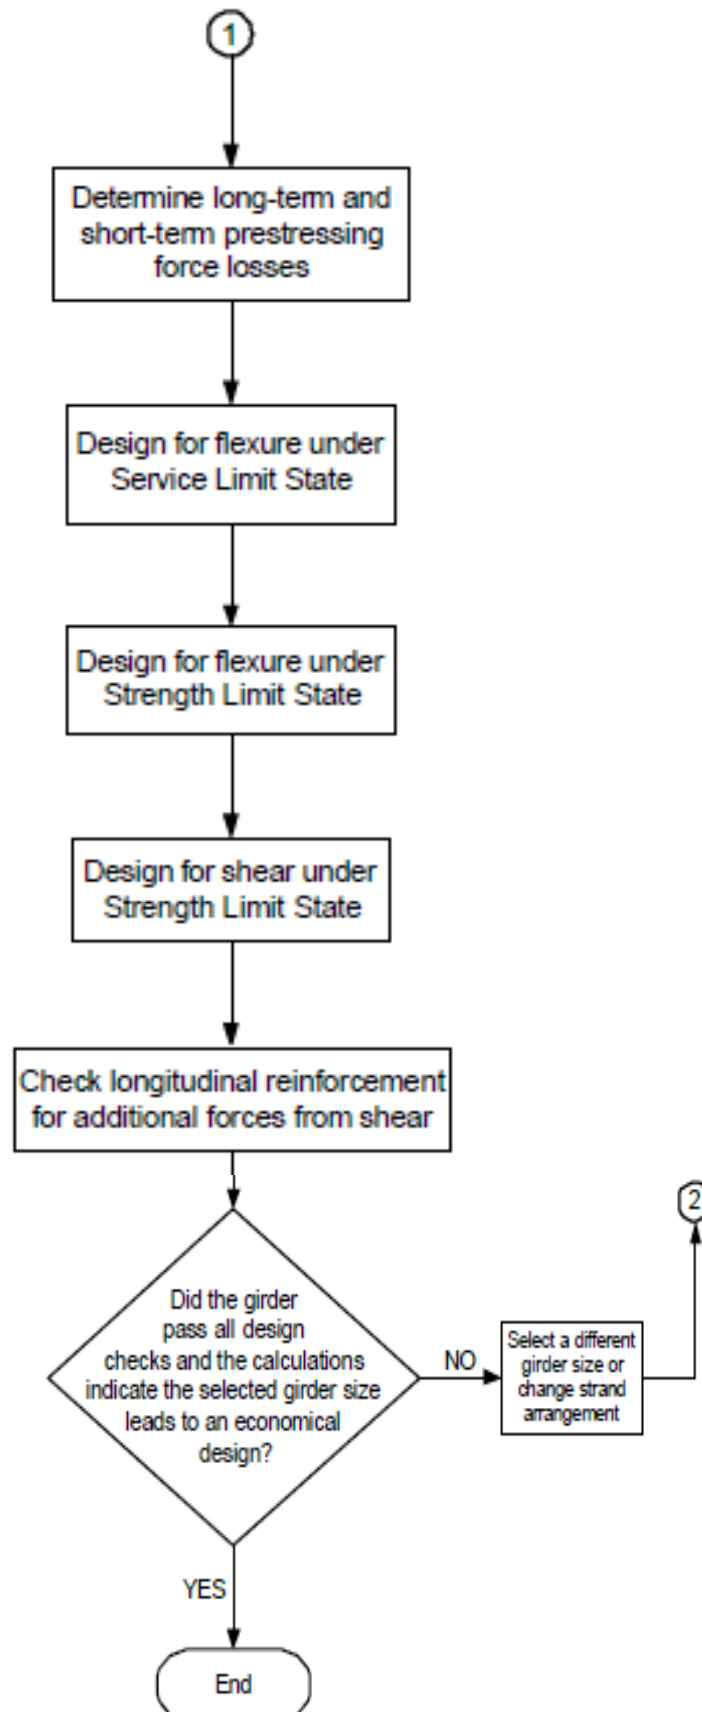 1
Determine long-term and
short-term prestressing
force losses
Design for flexure under
Service Limit State
Design for flexure under
Strength Limit State
Design for shear under
Strength Limit State
Check longitudinal reinforcement
for additional forces from shear
Did the girder
pass all design
checks and the calculations
indicate the selected girder size
leads to an economical
design?
NO
Select a different
girder size or
change strand
arrangement
2
YES
End